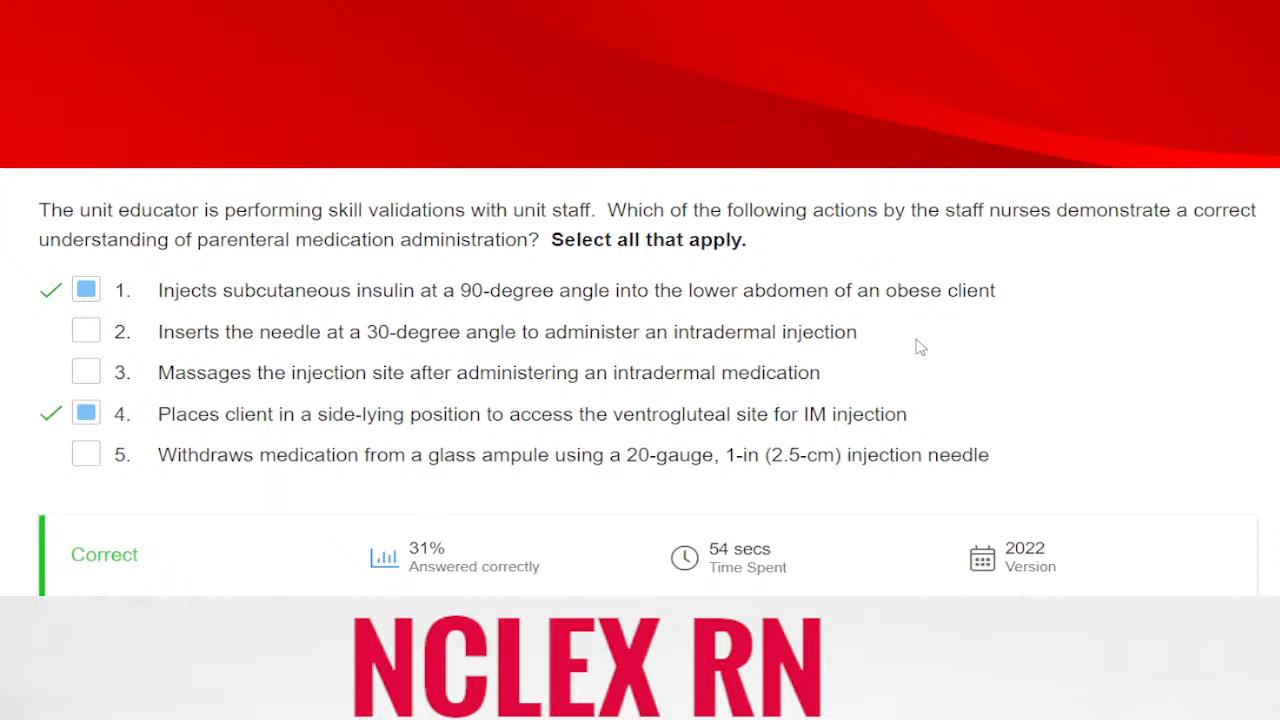 The unit educator is performing skill validations with unit staff.  Which of the following actions by the staff nurses demonstrate a correct
understanding of parenteral medication administration?  Select all that apply.
1. Injects subcutaneous insulin at a 90-degree angle into the lower abdomen of an obese client
2. Inserts the needle at a 30-degree angle to administer an intradermal injection
3. Massages the injection site after administering an intradermal medication
4. Places client in a side-lying position to access the ventrogluteal site for IM injection
5. Withdraws medication from a glass ampule using a 20-gauge, 1-in (2.5-cm) injection needle
Correct
31%
Answered correctly
54 secs
Time Spent
2022
Version
NCLEX RN